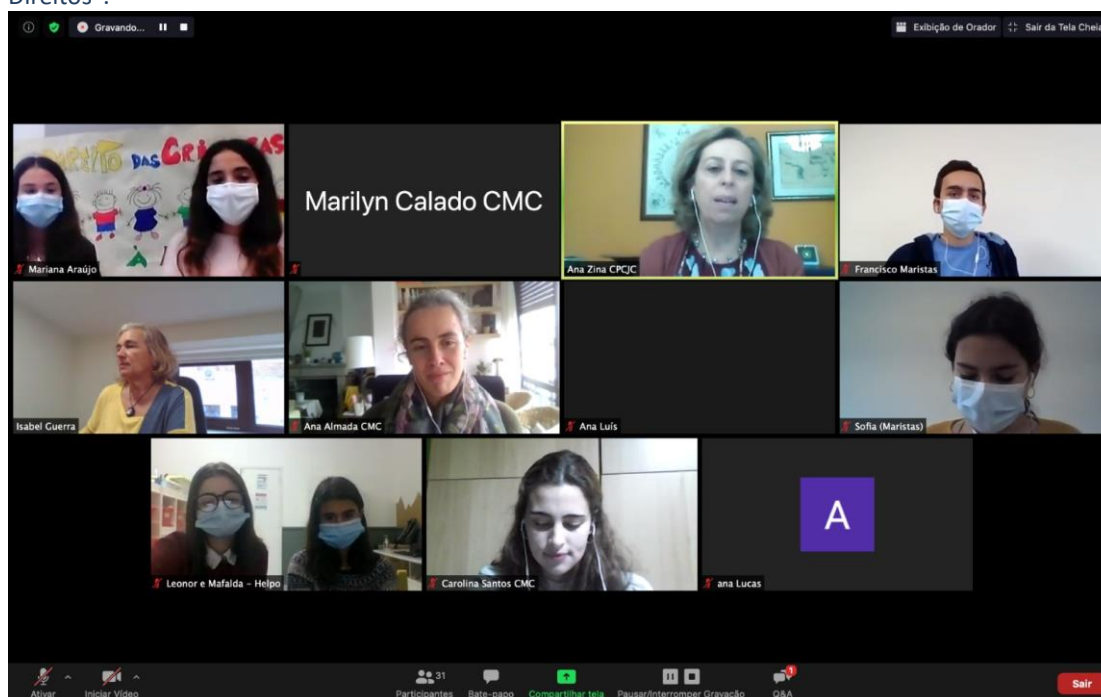 Direitos".
Gravando...
Exibição de Orador
Sair da Tela Cheia
DAS CRI
Mariana Araújo
Marilyn Calado CMC
Ana Zina CPCJC
Francisco Maristas
Isabel Guerra
Ana Almada CMC
Ana Luís
Sofia (Maristas)
Leonor e Mafalda - Helpo
Carolina Santos CMC
A
ana Lucas
Ativar
Iniciar Vídeo
31
Participantes
Bate-papo
Compartilhar tela
Pausar/Interromper Gravação
1
Q&A
Sair